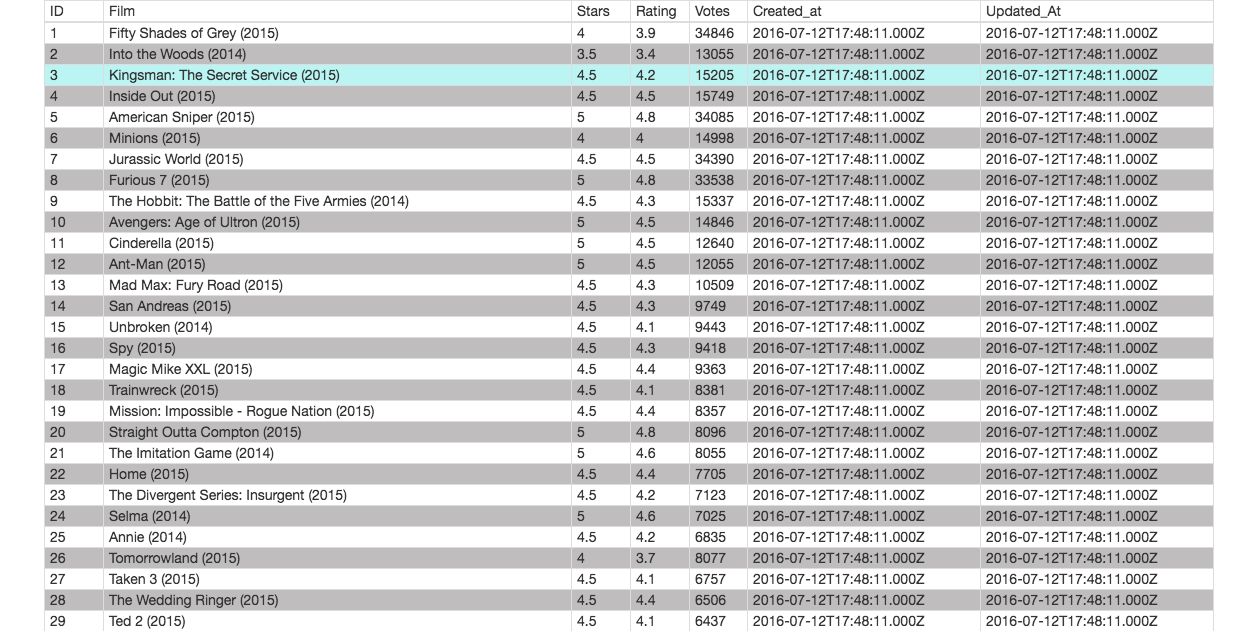 ID Film Stars Rating Votes Created_at Updated_At
1 Fifty Shades of Grey (2015) 4 3.9 34846 2016-07-12T17:48:11.000Z 2016-07-12T17:48:11.000Z
2 Into the Woods (2014) 3.5 3.4 13055 2016-07-12T17:48:11.000Z 2016-07-12T17:48:11.000Z
3 Kingsman: The Secret Service (2015) 4.5 4.2 15205 2016-07-12T17:48:11.000Z 2016-07-12T17:48:11.000Z
4 Inside Out (2015) 4.5 4.5 15749 2016-07-12T17:48:11.000Z 2016-07-12T17:48:11.000Z
5 American Sniper (2015) 5 4.8 34085 2016-07-12T17:48:11.000Z 2016-07-12T17:48:11.000Z
6 Minions (2015) 4 4 14998 2016-07-12T17:48:11.000Z 2016-07-12T17:48:11.000Z
7 Jurassic World (2015) 4.5 4.5 34390 2016-07-12T17:48:11.000Z 2016-07-12T17:48:11.000Z
8 Furious 7 (2015) 5 4.8 33538 2016-07-12T17:48:11.000Z 2016-07-12T17:48:11.000Z
9 The Hobbit: The Battle of the Five Armies (2014) 4.5 4.3 15337 2016-07-12T17:48:11.000Z 2016-07-12T17:48:11.000Z
10 Avengers: Age of Ultron (2015) 5 4.5 14846 2016-07-12T17:48:11.000Z 2016-07-12T17:48:11.000Z
11 Cinderella (2015) 5 4.5 12640 2016-07-12T17:48:11.000Z 2016-07-12T17:48:11.000Z
12 Ant-Man (2015) 5 4.5 12055 2016-07-12T17:48:11.000Z 2016-07-12T17:48:11.000Z
13 Mad Max: Fury Road (2015) 4.5 4.3 10509 2016-07-12T17:48:11.000Z 2016-07-12T17:48:11.000Z
14 San Andreas (2015) 4.5 4.3 9749 2016-07-12T17:48:11.000Z 2016-07-12T17:48:11.000Z
15 Unbroken (2014) 4.5 4.1 9443 2016-07-12T17:48:11.000Z 2016-07-12T17:48:11.000Z
16 Spy (2015) 4.5 4.3 9418 2016-07-12T17:48:11.000Z 2016-07-12T17:48:11.000Z
17 Magic Mike XXL (2015) 4.5 4.4 9363 2016-07-12T17:48:11.000Z 2016-07-12T17:48:11.000Z
18 Trainwreck (2015) 4.5 4.1 8381 2016-07-12T17:48:11.000Z 2016-07-12T17:48:11.000Z
19 Mission: Impossible - Rogue Nation (2015) 4.5 4.4 8357 2016-07-12T17:48:11.000Z 2016-07-12T17:48:11.000Z
20 Straight Outta Compton (2015) 5 4.8 8096 2016-07-12T17:48:11.000Z 2016-07-12T17:48:11.000Z
21 The Imitation Game (2014) 5 4.6 8055 2016-07-12T17:48:11.000Z 2016-07-12T17:48:11.000Z
22 Home (2015) 4.5 4.4 7705 2016-07-12T17:48:11.000Z 2016-07-12T17:48:11.000Z
23 The Divergent Series: Insurgent (2015) 4.5 4.2 7123 2016-07-12T17:48:11.000Z 2016-07-12T17:48:11.000Z
24 Selma (2014) 5 4.6 7025 2016-07-12T17:48:11.000Z 2016-07-12T17:48:11.000Z
25 Annie (2014) 4.5 4.2 6835 2016-07-12T17:48:11.000Z 2016-07-12T17:48:11.000Z
26 Tomorrowland (2015) 4 3.7 8077 2016-07-12T17:48:11.000Z 2016-07-12T17:48:11.000Z
27 Taken 3 (2015) 4.5 4.1 6757 2016-07-12T17:48:11.000Z 2016-07-12T17:48:11.000Z
28 The Wedding Ringer (2015) 4.5 4.4 6506 2016-07-12T17:48:11.000Z 2016-07-12T17:48:11.000Z
29 Ted 2 (2015) 4.5 4.1 6437 2016-07-12T17:48:11.000Z 2016-07-12T17:48:11.000Z